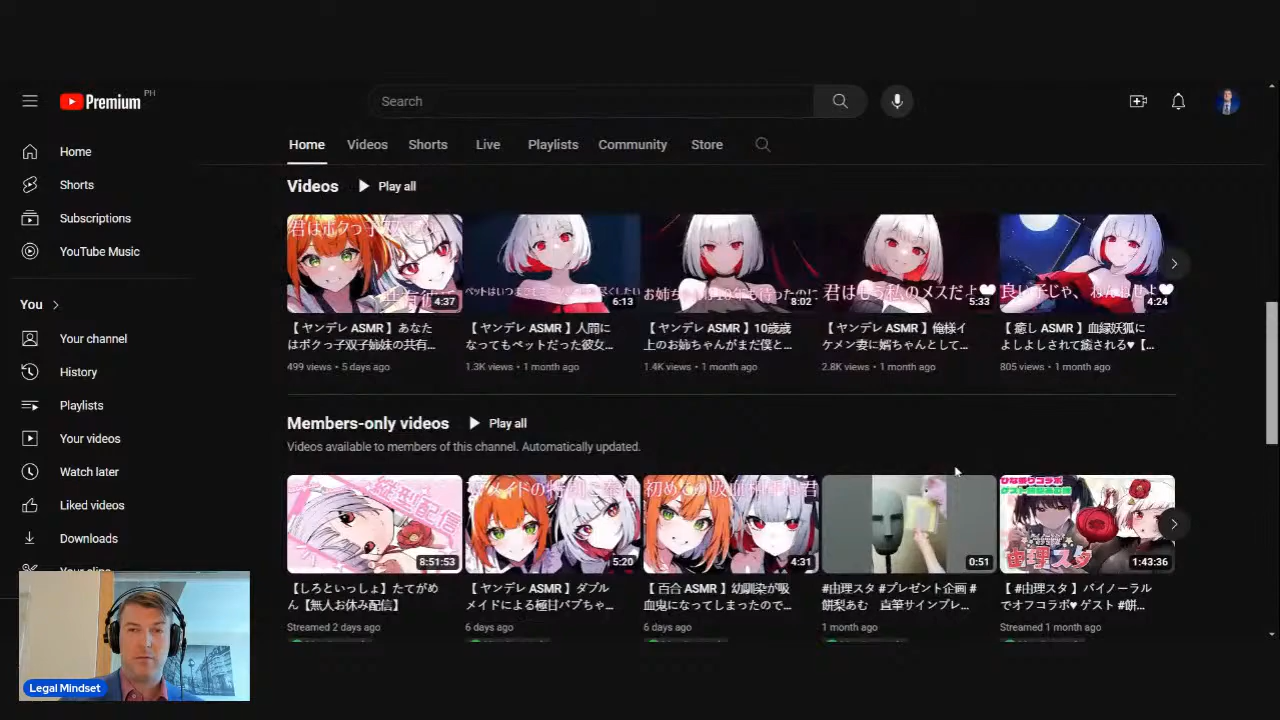 Premium PH
Search
Home
Shorts
Subscriptions
YouTube Music
You
Your channel
History
Playlists
Your videos
Watch later
Liked videos
Downloads
Home Videos Shorts Live Playlists Community Store
Videos Play all
4:37
6:13
8:02
君はもう私のメスだよ
5:33
良い子じゃ、ねんねせよ
4:24
【 ヤンデレ ASMR 】あなた
はボクっ子双子姉妹の共有...
499 views • 5 days ago
【 ヤンデレ ASMR 】人間に
なってもペットだった彼女...
1.3K views • 1 month ago
【 ヤンデレ ASMR 】10歳歳
上のお姉ちゃんがまだ僕と...
1.4K views • 1 month ago
【 ヤンデレ ASMR 】俺様イ
ケメン妻に婿ちゃんとして...
2.8K views • 1 month ago
【 癒し ASMR 】血縁妖狐に
よしよしされて癒される♥【...
805 views • 1 month ago
Members-only videos Play all
Videos available to members of this channel. Automatically updated.
8:51:53
5:20
4:31
0:51
由理スタ
1:43:36
【しろといっしょ】たてがめ
ん【無人お休み配信】
Streamed 2 days ago
【 ヤンデレ ASMR 】ダブル
メイドによる極甘バブちゃ...
6 days ago
【 百合 ASMR 】幼馴染が吸
血鬼になってしまったので...
6 days ago
#由理スタ #プレゼント企画 #
餅梨あむ 直筆サインプレ...
1 month ago
【 #由理スタ 】バイノーラル
でオフコラボ♥ ゲスト #餅...
Streamed 1 month ago
Legal Mindset